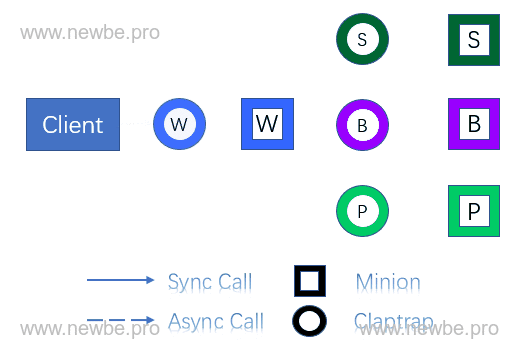 www.newbe.pro
S S
Client W W B B
P P
Sync Call Minion
Async Call Claptrap
www.newbe.pro www.newbe.pro